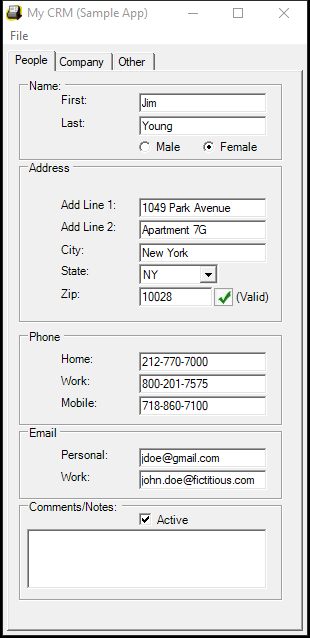 My CRM (Sample App)
File
People Company Other
Name:
First: Jim
Last: Young
Male Female
Address
Add Line 1: 1049 Park Avenue
Add Line 2: Apartment 7G
City: New York
State: NY
Zip: 10028 (Valid)
Phone
Home: 212-770-7000
Work: 800-201-7575
Mobile: 718-860-7100
Email
Personal: jdoe@gmail.com
Work: john.doe@fictitious.com
Comments/Notes:
Active